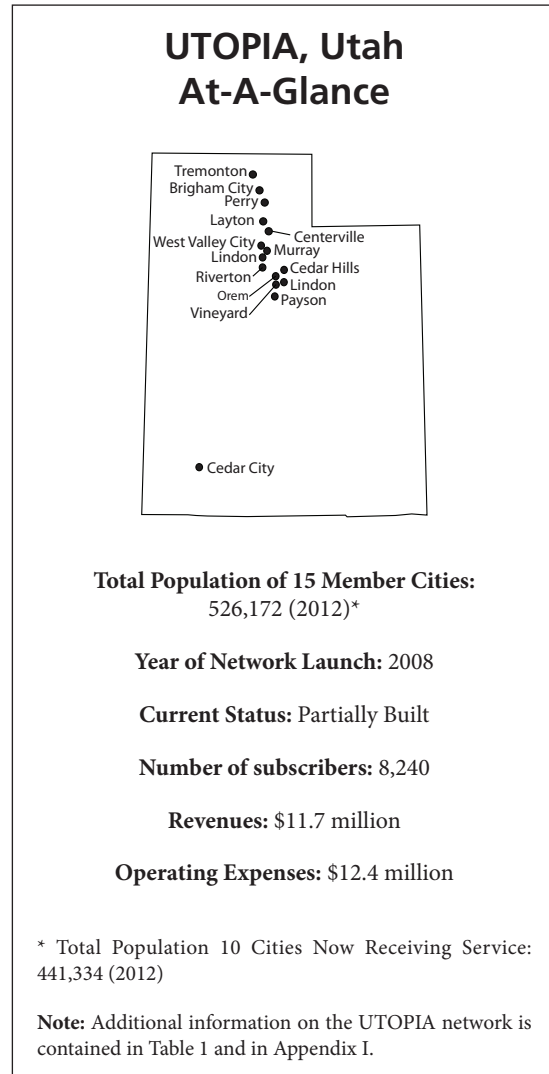 UTOPIA, Utah
At-A-Glance
Tremonton
Brigham City
Perry
Layton
Centerville
West Valley City
Murray
Lindon
Cedar Hills
Riverton
Orem
Lindon
Vineyard
Payson
Cedar City
Total Population of 15 Member Cities:
526,172 (2012)*
Year of Network Launch: 2008
Current Status: Partially Built
Number of subscribers: 8,240
Revenues: $11.7 million
Operating Expenses: $12.4 million
* Total Population 10 Cities Now Receiving Service:
441,334 (2012)
Note: Additional information on the UTOPIA network is
contained in Table 1 and in Appendix I.